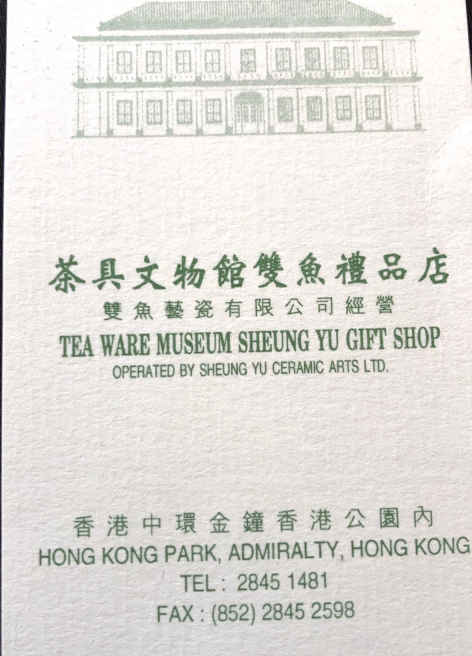 茶具文物館雙魚禮品店
雙魚藝瓷有限公司經營
TEA WARE MUSEUM SHEUNG YU GIFT SHOP
OPERATED BY SHEUNG YU CERAMIC ARTS LTD.
香港中環金鐘香港公園內
HONG KONG PARK, ADMIRALTY, HONG KONG
TEL : 2845 1481
FAX : (852) 2845 2598